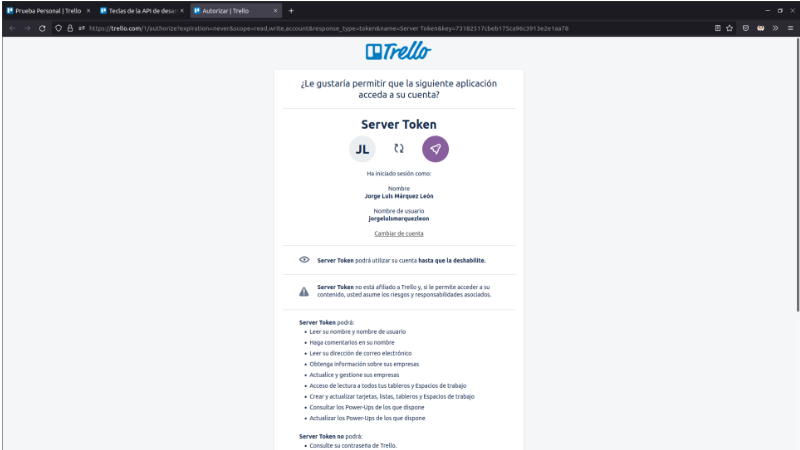 Prueba Personal | Trello
Teclas de la API de desar
Autorizar | Trello
https://trello.com/1/authorize?expiration=never&scope=read,write,account&response_type=token&name=Server Token&key=
Trello
¿Le gustaría permitir que la siguiente aplicación
acceda a su cuenta?
Server Token
JL
Ha iniciado sesión como:
Nombre
Jorge Luis Márquez León
Nombre de usuario
jorgeluismarquezleon
Cambiar de cuenta
Server Token podrá utilizar su cuenta hasta que la deshabilite.
Server Token no está afiliado a Trello y, si le permite acceder a su
contenido, usted asume los riesgos y responsabilidades asociados.
Server Token podrá:
• Leer su nombre y nombre de usuario
• Haga comentarios en su nombre
• Leer su dirección de correo electrónico
• Obtenga información sobre sus empresas
• Actualice y gestione sus empresas
• Acceso de lectura a todos tus tableros y Espacios de trabajo
• Crear y actualizar tarjetas, listas, tableros y Espacios de trabajo
• Consultar los Power-Ups de los que dispone
• Actualizar los Power-Ups de los que dispone
Server Token no podrá:
• Consulte su contraseña de Trello.